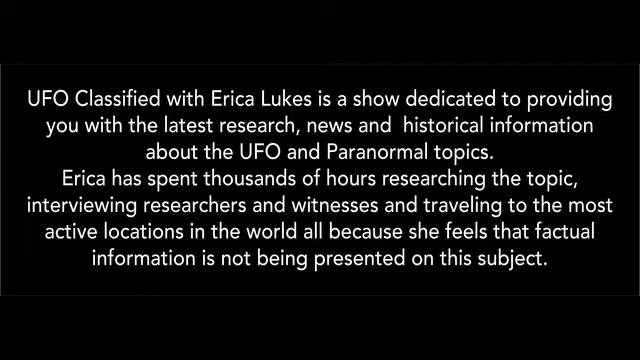 UFO Classified with Erica Lukes is a show dedicated to providing
you with the latest research, news and  historical information
about the UFO and Paranormal topics.
Erica has spent thousands of hours researching the topic,
interviewing researchers and witnesses and traveling to the most
active locations in the world all because she feels that factual
information is not being presented on this subject.